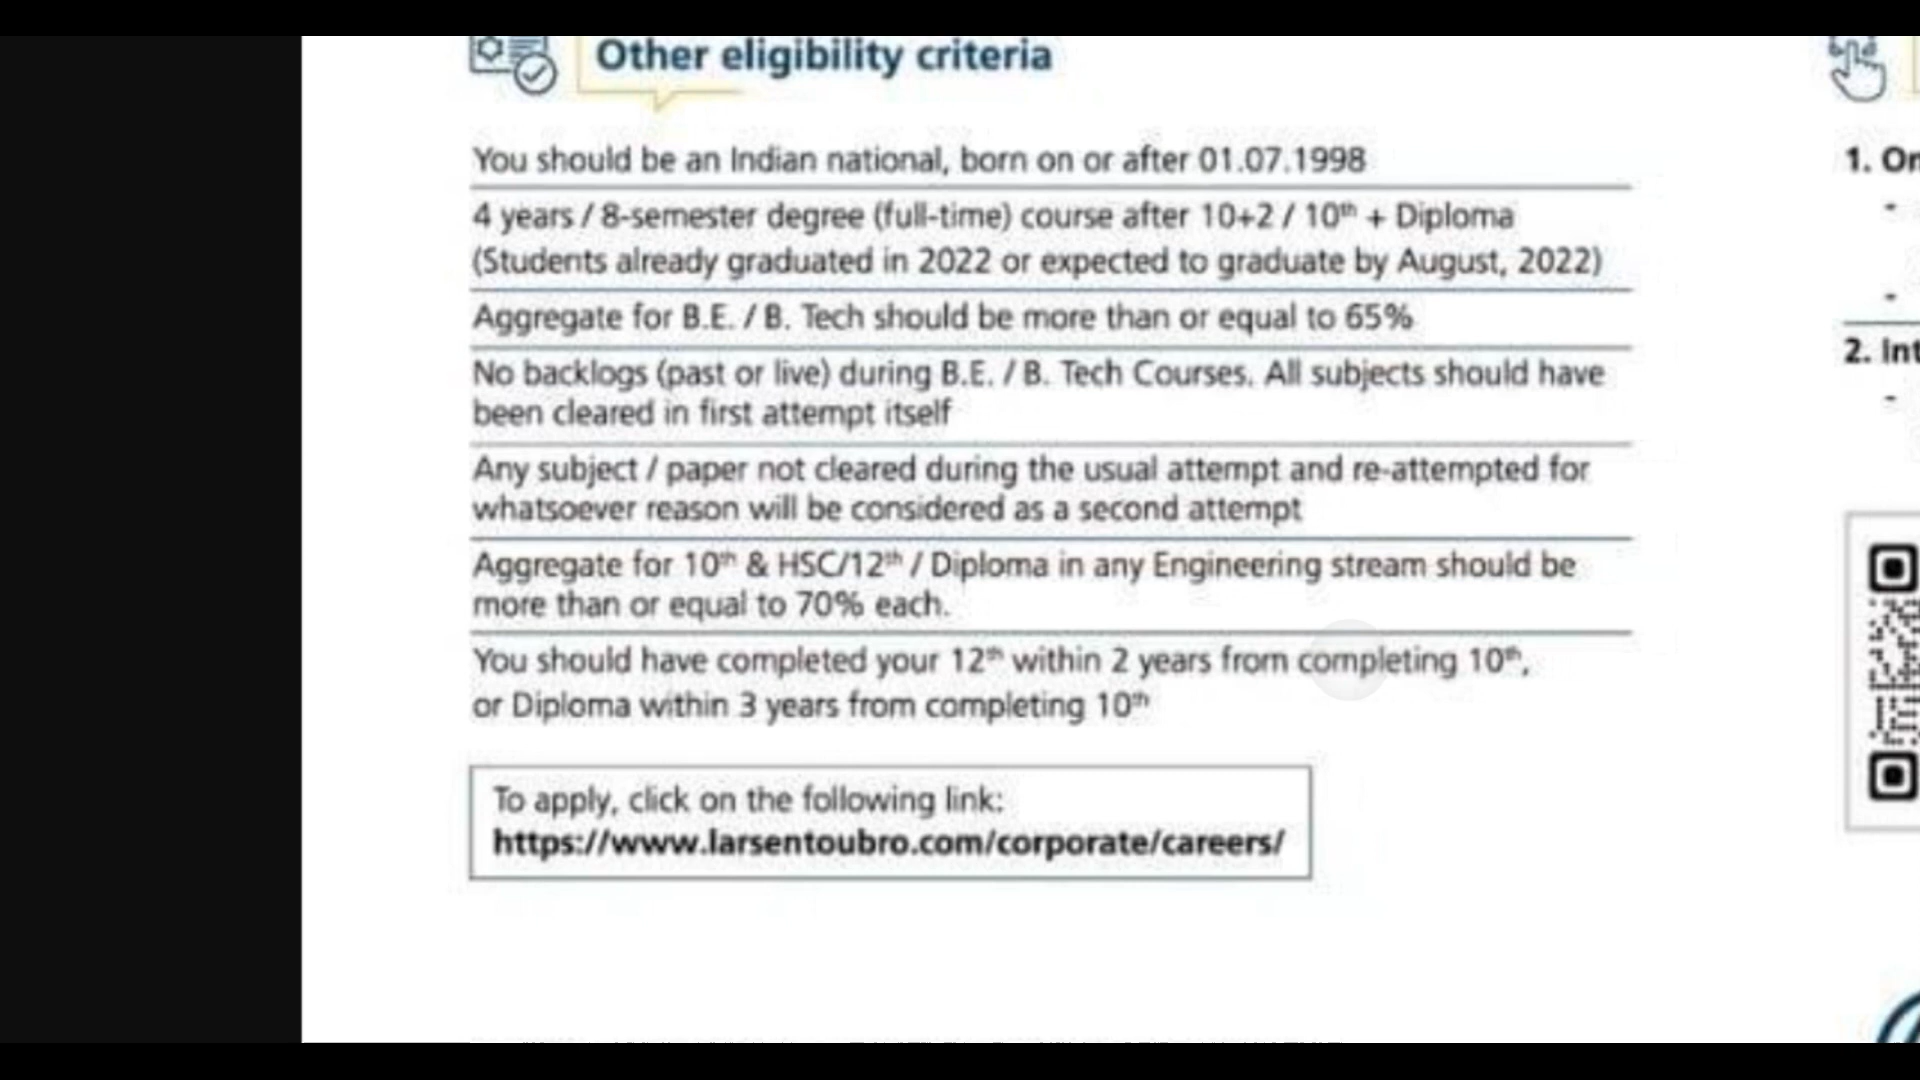 Other eligibility criteria
You should be an Indian national, born on or after 01.07.1998
4 years / 8-semester degree (full-time) course after 10+2 / 10th + Diploma
(Students already graduated in 2022 or expected to graduate by August, 2022)
Aggregate for B.E. / B. Tech should be more than or equal to 65%
No backlogs (past or live) during B.E. / B. Tech Courses. All subjects should have
been cleared in first attempt itself
Any subject / paper not cleared during the usual attempt and re-attempted for
whatsoever reason will be considered as a second attempt
Aggregate for 10th & HSC/12th / Diploma in any Engineering stream should be
more than or equal to 70% each.
You should have completed your 12th within 2 years from completing 10th,
or Diploma within 3 years from completing 10th
To apply, click on the following link:
https://www.larsentoubro.com/corporate/careers/
1. On
-
-
2. Int
-